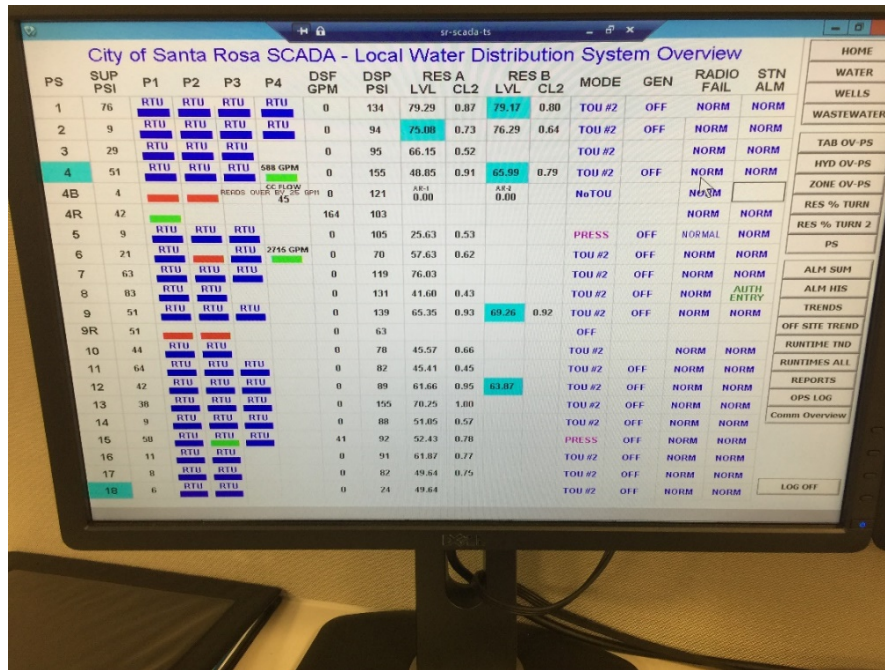 sr-scada-ts
City of Santa Rosa SCADA - Local Water Distribution System Overview
PS SUP PSI P1 P2 P3 P4 DSF GPM DSP PSI RES A LVL CL2 RES B LVL CL2 MODE GEN RADIO FAIL STN ALM
1 76 RTU RTU RTU RTU 0 134 79.29 0.87 79.17 0.80 TOU #2 OFF NORM NORM
2 9 RTU RTU RTU RTU 0 94 75.08 0.73 76.29 0.64 TOU #2 OFF NORM NORM
3 29 RTU RTU RTU 0 95 66.15 0.52 TOU #2 NORM NORM
4 51 RTU RTU RTU 588 GPM 0 155 48.85 0.91 65.99 0.79 TOU #2 OFF NORM NORM
4B 4 READS OVER BY 25 GPM CC FLOW 45 0 121 AR-1 0.00 AR-2 0.00 NoTOU
4R 42 164 103 NORM NORM
5 9 RTU RTU RTU 0 105 25.63 0.53 PRESS OFF NORMAL NORM
6 21 RTU RTU 2715 GPM 0 70 57.63 0.62 TOU #2 OFF NORM NORM
7 63 RTU RTU RTU 0 119 76.03 TOU #2 OFF NORM NORM
8 83 RTU RTU 0 131 41.60 0.43 TOU #2 OFF NORM AUTH ENTRY
9 51 RTU RTU RTU 0 139 65.35 0.93 69.26 0.92 TOU #2 OFF NORM NORM
9R 51 0 63 OFF
10 44 RTU RTU 0 78 45.57 0.66 TOU #2 NORM NORM
11 64 RTU RTU RTU 0 82 45.41 0.45 TOU #2 OFF NORM NORM
12 42 RTU RTU RTU 0 89 61.66 0.95 63.87 TOU #2 OFF NORM NORM
13 38 RTU RTU RTU 0 155 70.25 1.00 TOU #2 OFF NORM NORM
14 9 RTU RTU RTU 0 88 51.05 0.57 TOU #2 OFF NORM NORM
15 58 RTU RTU RTU 41 92 52.43 0.78 PRESS OFF NORM NORM
16 11 RTU RTU 0 91 61.87 0.77 TOU #2 OFF NORM NORM
17 8 RTU RTU 0 82 49.64 0.75 TOU #2 OFF NORM NORM
18 6 RTU RTU 0 24 49.64 TOU #2 OFF NORM NORM
HOME
WATER
WELLS
WASTEWATER
TAB OV-PS
HYD OV-PS
ZONE OV-PS
RES % TURN
RES % TURN 2
PS
ALM SUM
ALM HIS
TRENDS
OFF SITE TREND
RUNTIME TND
RUNTIMES ALL
REPORTS
OPS LOG
Comm Overview
LOG OFF
DELL